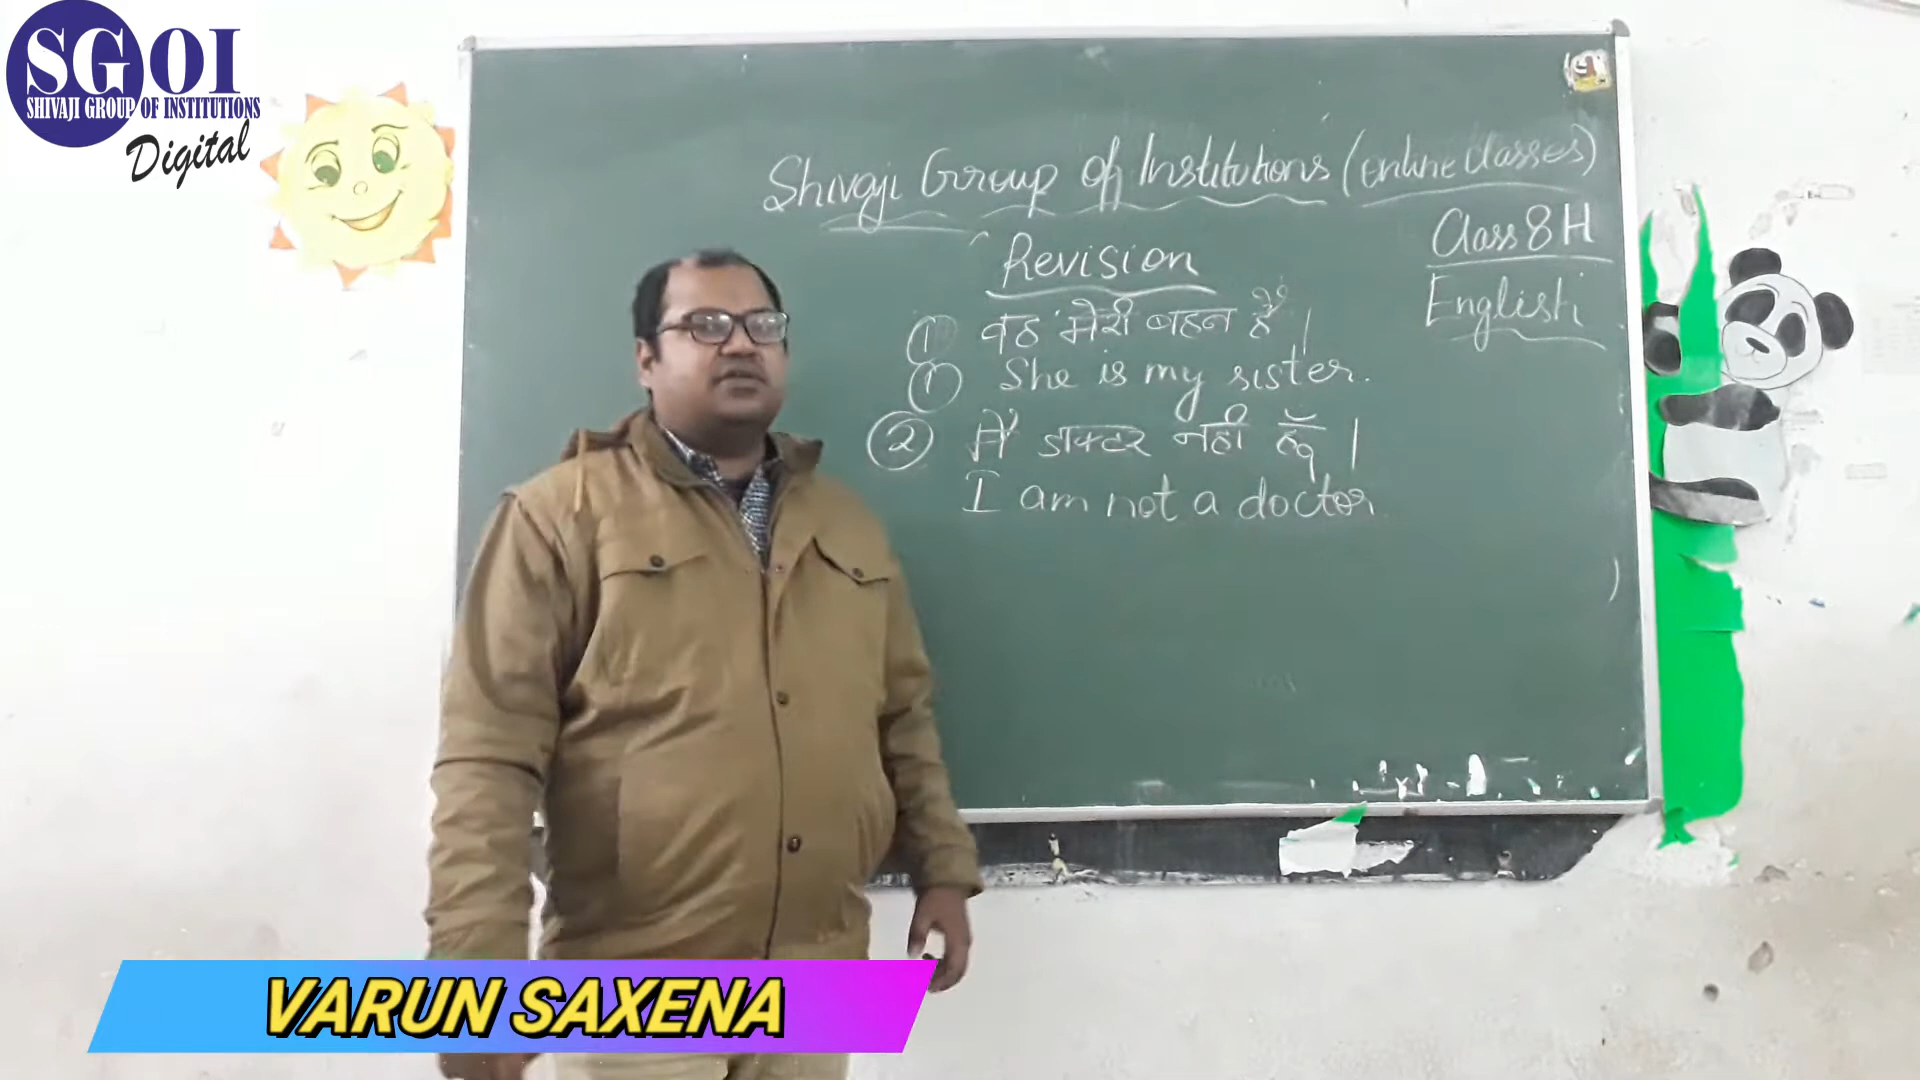 SGOI
SHIVAJI GROUP OF INSTITUTIONS
Digital
Shivaji Group Of Institutions (Online Classes)
Class 8 H
English
Revision
① वह मेरी बहन है।
① She is my sister.
② मैं डाक्टर नहीं हूँ।
I am not a doctor
VARUN SAXENA